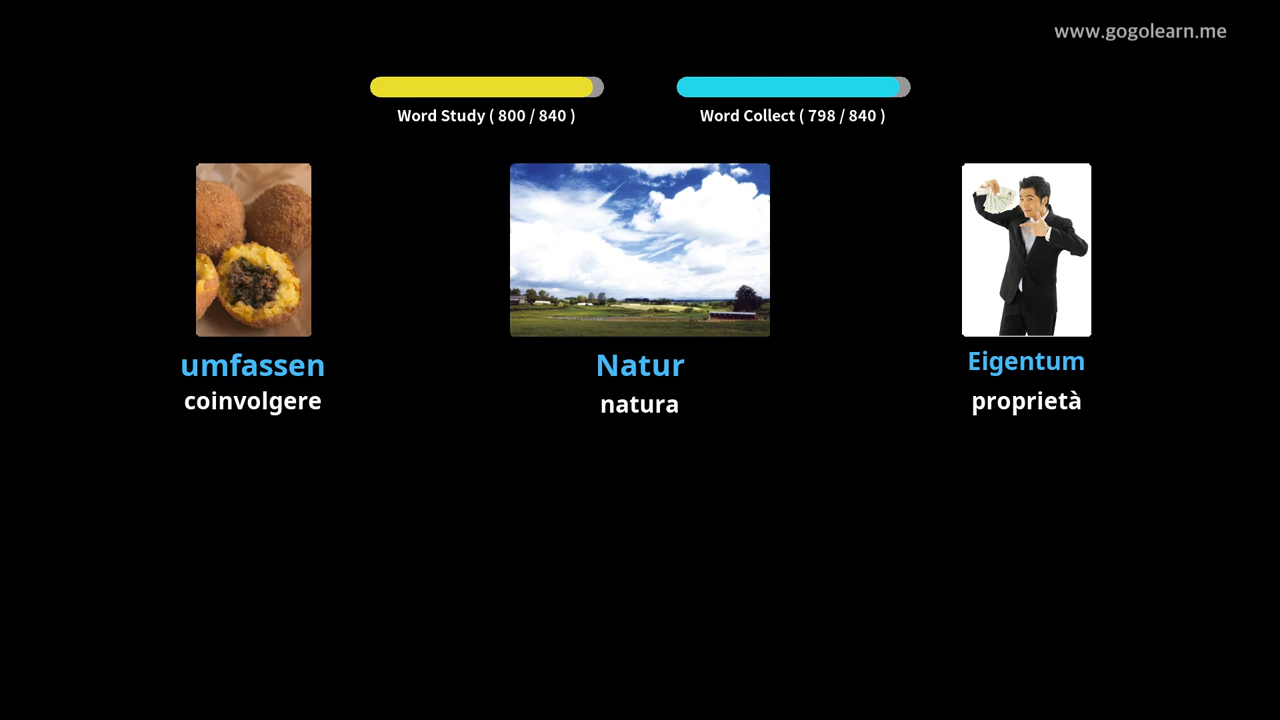 www.gogolearn.me
Word Study ( 800 / 840 )
Word Collect ( 798 / 840 )
umfassen
coinvolgere
Natur
natura
Eigentum
proprietà